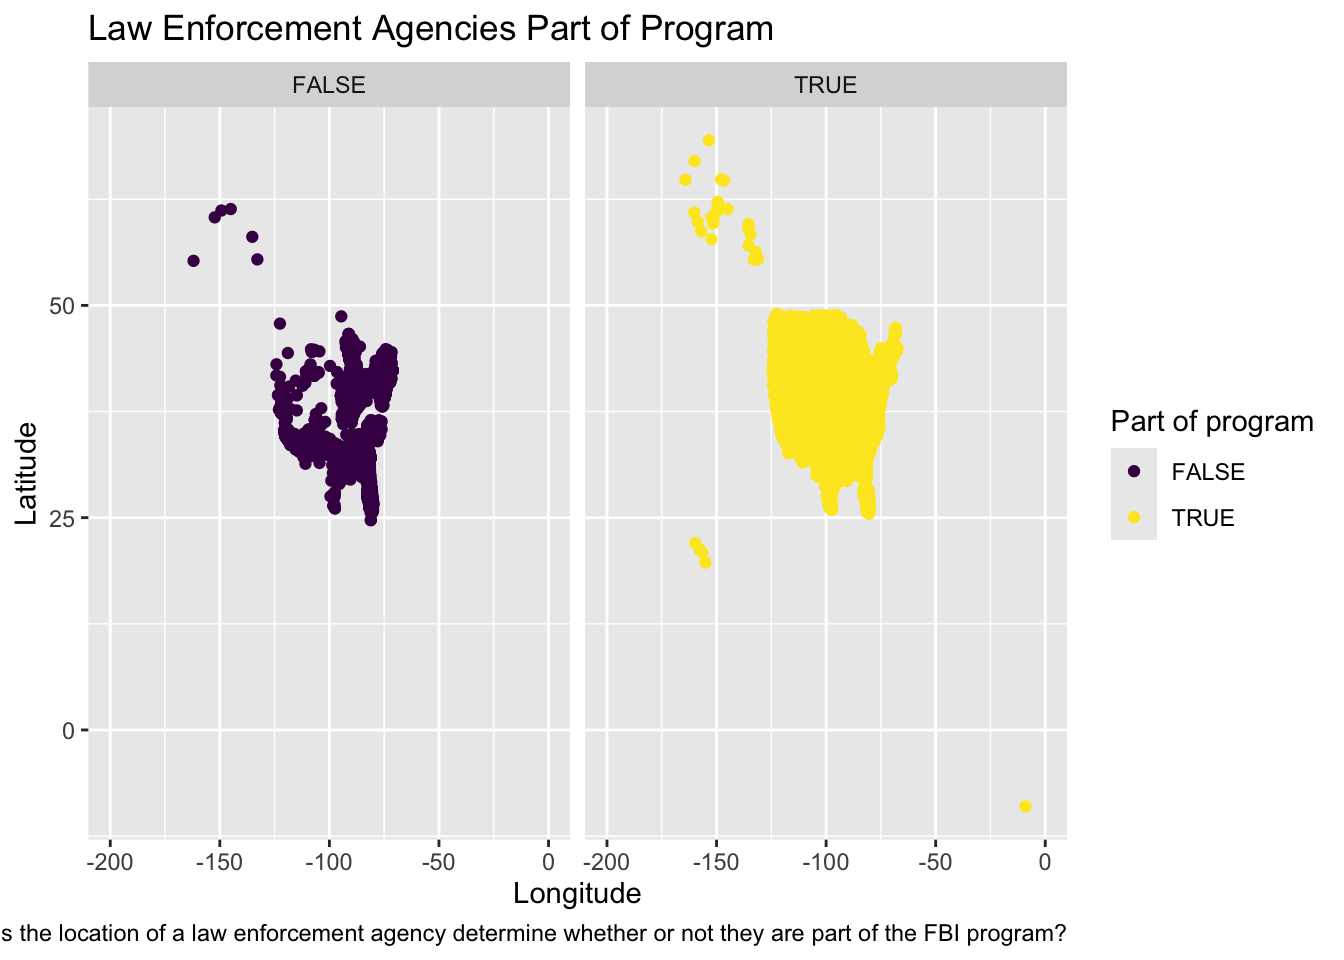 Law Enforcement Agencies Part of Program
FALSE
TRUE
50
25
0
Latitude
-200
-150
-100
-50
0
-200
-150
-100
-50
0
Longitude
Part of program
FALSE
TRUE
s the location of a law enforcement agency determine whether or not they are part of the FBI program?